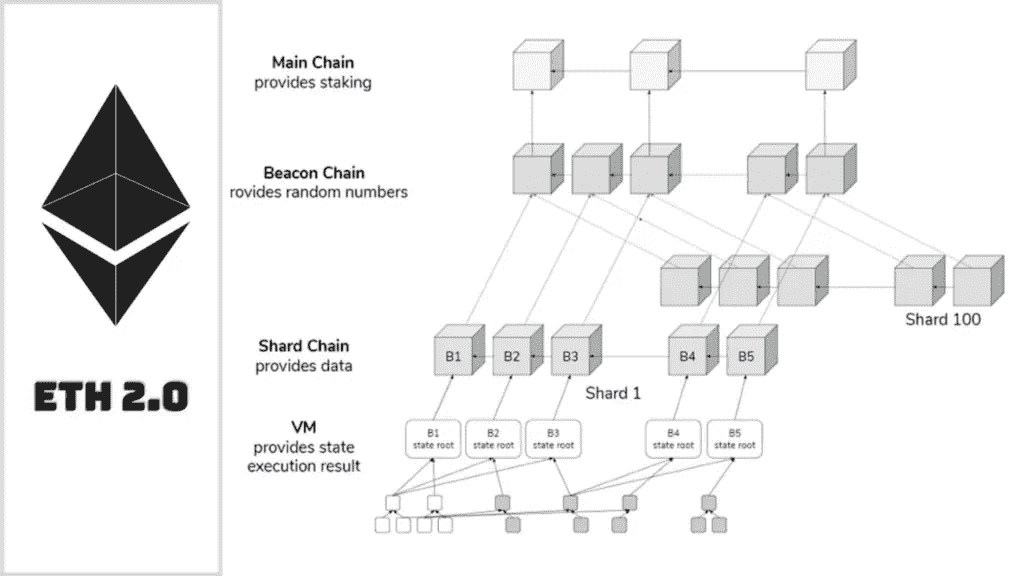 ETH 2.0
Main Chain
provides staking
Beacon Chain
rovides random numbers
Shard 100
Shard Chain
provides data
B1
B2
B3
B4
B5
Shard 1
VM
provides state
execution result
B1
state root
B2
state root
B3
state root
B4
state root
B5
state root